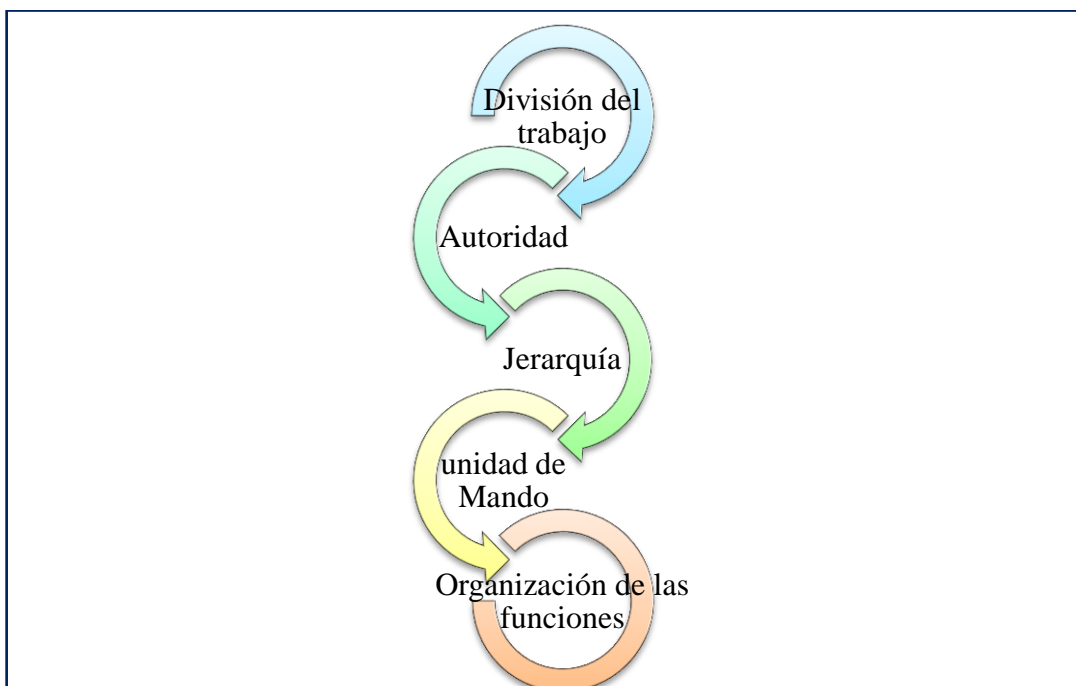 División del
trabajo
Autoridad
Jerarquía
unidad de
Mando
Organización de las
funciones